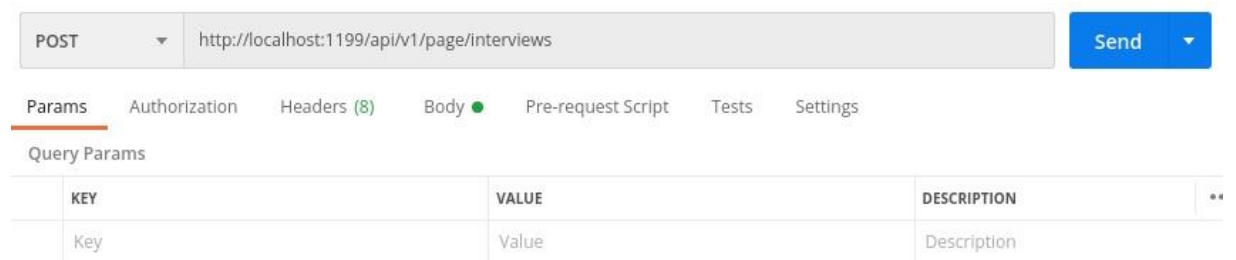 POST http://localhost:1199/api/v1/page/interviews Send
Params Authorization Headers (8) Body Pre-request Script Tests Settings
Query Params
KEY VALUE DESCRIPTION
Key Value Description